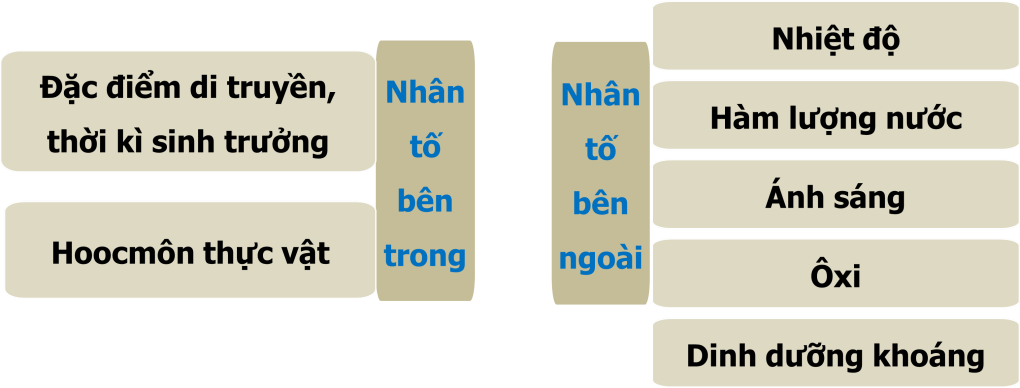 Đặc điểm di truyền,
thời kì sinh trưởng
Hoocmôn thực vật
Nhân
tố
bên
trong
Nhân
tố
bên
ngoài
Nhiệt độ
Hàm lượng nước
Ánh sáng
Ôxi
Dinh dưỡng khoáng